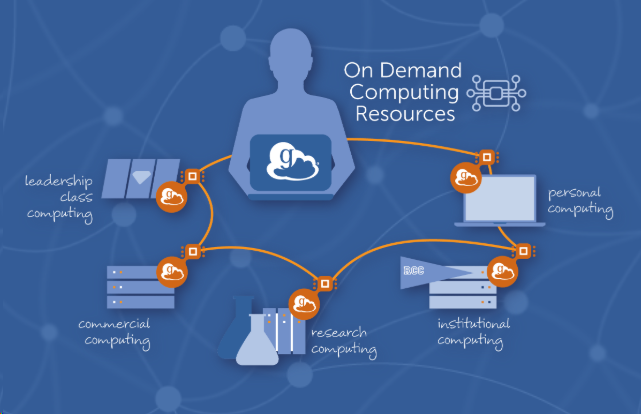 On Demand
Computing
Resources
g
leadership
class
computing
g
g
personal
computing
g
commercial
computing
g
research
computing
RCC
g
institutional
computing